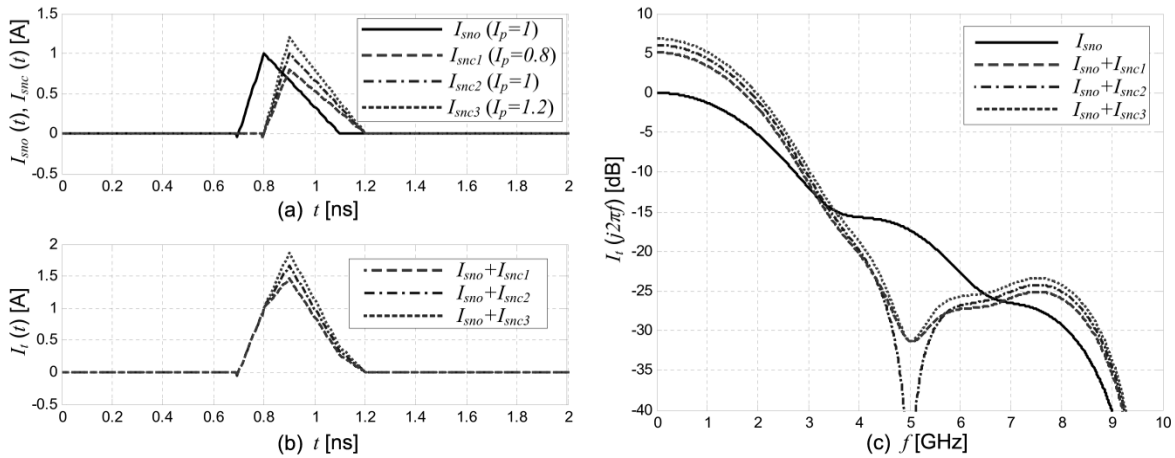 I_sno (t), I_snc (t) [A]
1.5
1
0.5
0
-0.5
I_sno (I_p=1)
I_snc1 (I_p=0.8)
I_snc2 (I_p=1)
I_snc3 (I_p=1.2)
0 0.2 0.4 0.6 0.8 1 1.2 1.4 1.6 1.8 2
(a) t [ns]
I_t (t) [A]
2
1.5
1
0.5
0
-0.5
I_sno+I_snc1
I_sno+I_snc2
I_sno+I_snc3
0 0.2 0.4 0.6 0.8 1 1.2 1.4 1.6 1.8 2
(b) t [ns]
I_t (j2πf) [dB]
10
5
0
-5
-10
-15
-20
-25
-30
-35
-40
I_sno
I_sno+I_snc1
I_sno+I_snc2
I_sno+I_snc3
0 1 2 3 4 5 6 7 8 9 10
(c) f [GHz]